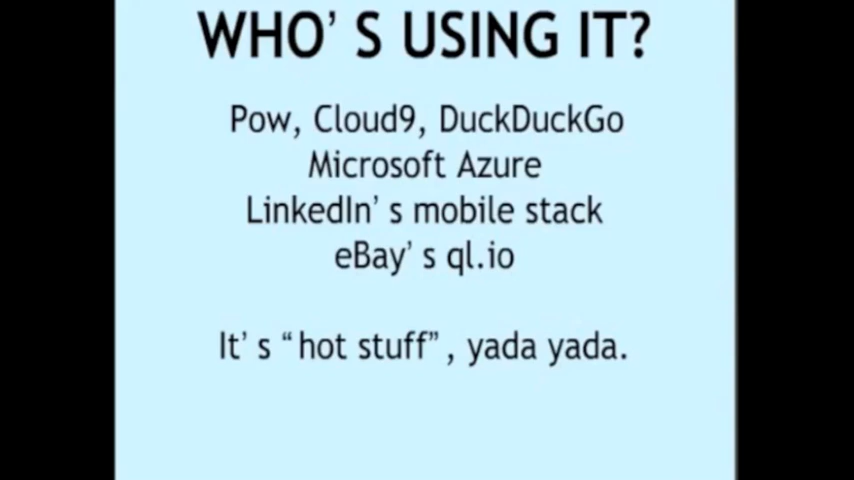 WHO’S USING IT?
Pow, Cloud9, DuckDuckGo
Microsoft Azure
LinkedIn’s mobile stack
eBay’s ql.io
It’s “hot stuff”, yada yada.